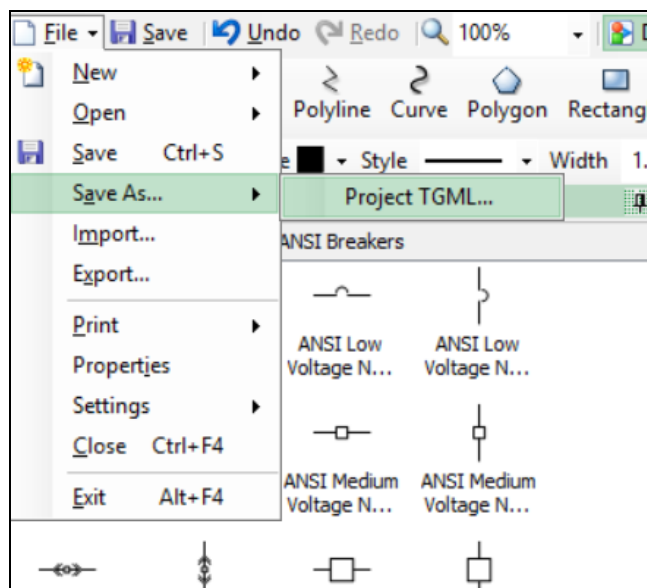 File Save Undo Redo 100% D
New
Open
Save Ctrl+S
Save As...
Import...
Export...
Print
Properties
Settings
Close Ctrl+F4
Exit Alt+F4
Project TGML...
Polyline Curve Polygon Rectang
e Style Width 1.
ANSI Breakers
ANSI Low
Voltage N...
ANSI Low
Voltage N...
ANSI Medium
Voltage N...
ANSI Medium
Voltage N...